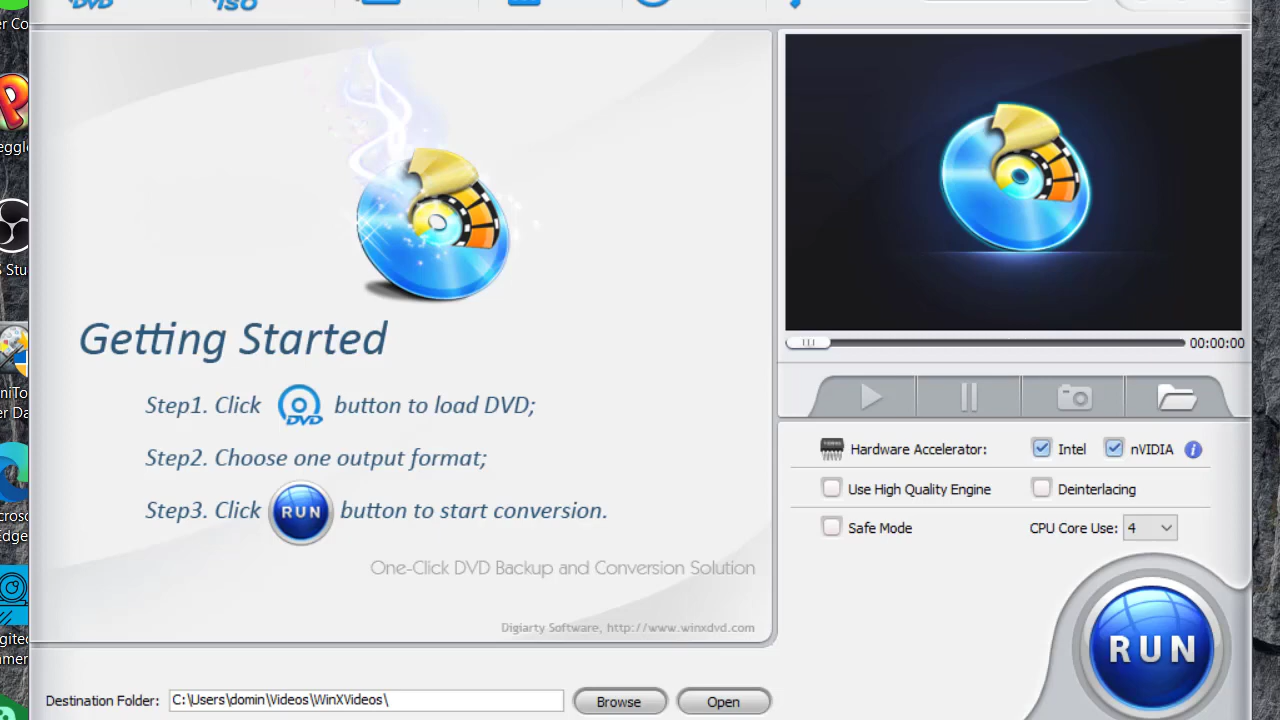 DVD
ISO
Getting Started
Step1. Click DVD button to load DVD;
Step2. Choose one output format;
Step3. Click RUN button to start conversion.
One-Click DVD Backup and Conversion Solution
Digiarty Software, http://www.winxdvd.com
00:00:00
Hardware Accelerator: Intel nVIDIA i
Use High Quality Engine Deinterlacing
Safe Mode CPU Core Use: 4
RUN
Destination Folder: C:\Users\domin\Videos\WinXVideos\ Browse Open